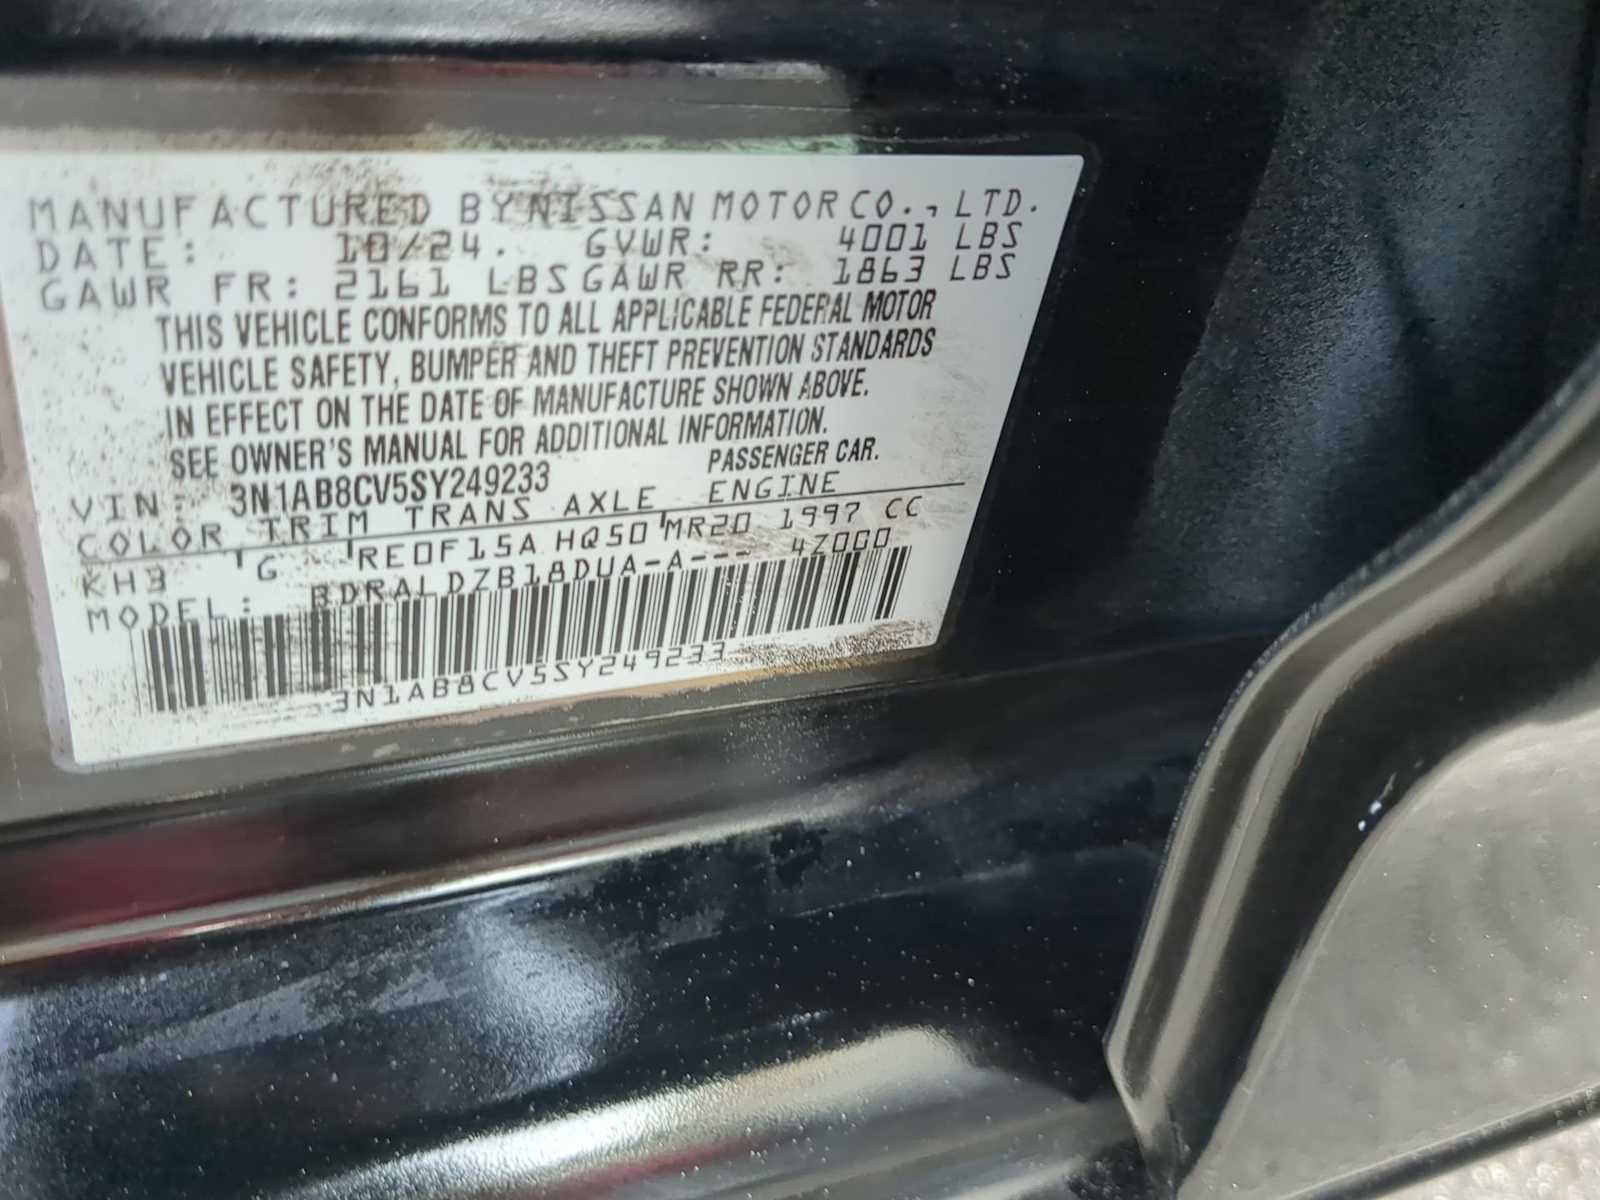 MANUFACTURED BY NISSAN MOTOR CO., LTD.
DATE: 10/24. GVWR: 4001 LBS
GAWR FR: 2161 LBS GAWR RR: 1863 LBS
THIS VEHICLE CONFORMS TO ALL APPLICABLE FEDERAL MOTOR
VEHICLE SAFETY, BUMPER AND THEFT PREVENTION STANDARDS
IN EFFECT ON THE DATE OF MANUFACTURE SHOWN ABOVE.
SEE OWNER'S MANUAL FOR ADDITIONAL INFORMATION.
VIN: 3N1AB8CV5SY249233 PASSENGER CAR.
COLOR TRIM TRANS AXLE ENGINE
KH3 G RE0F15A HQ50 MR20 1997 CC
MODEL: BDRALDZB18DUA-A--- 4Z000
3N1AB8CV5SY249233